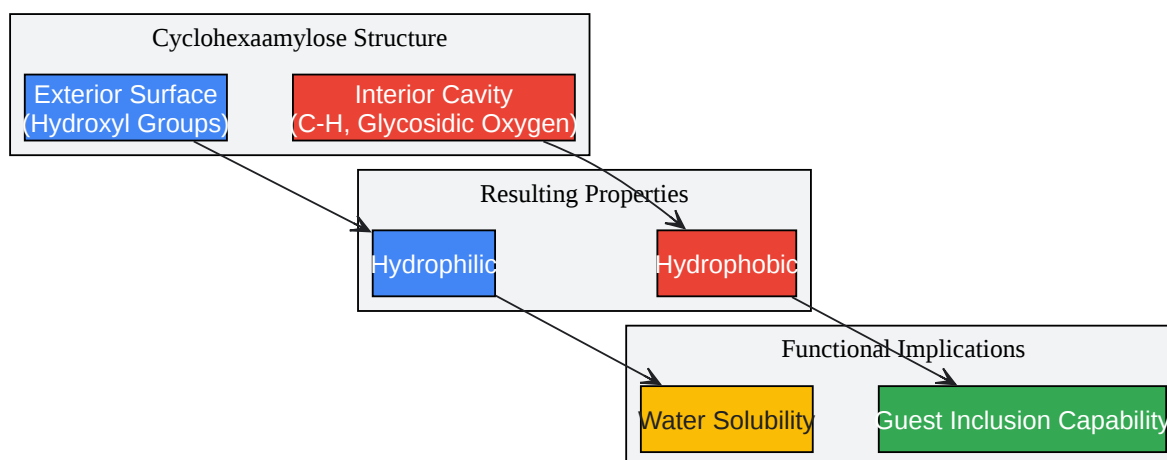 Cyclohexaamylose Structure
Exterior Surface
(Hydroxyl Groups)
Interior Cavity
(C-H, Glycosidic Oxygen)
Resulting Properties
Hydrophilic
Hydrophobic
Functional Implications
Water Solubility
Guest Inclusion Capability